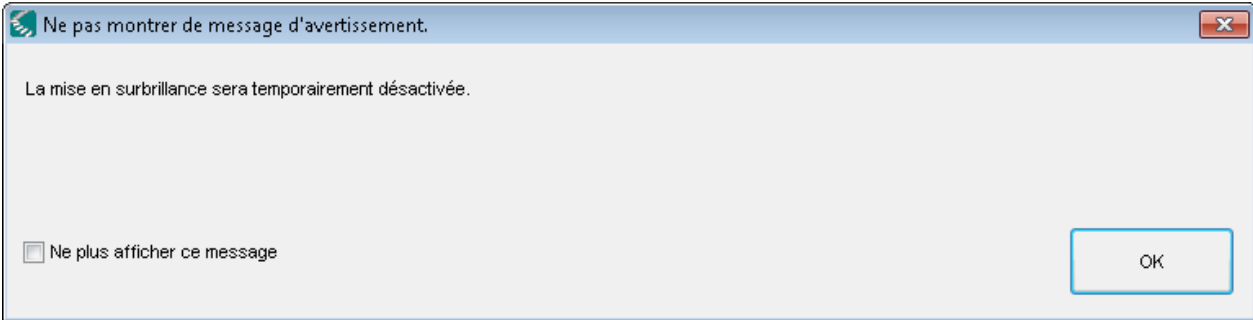 Ne pas montrer de message d'avertissement.
La mise en surbrillance sera temporairement désactivée.
Ne plus afficher ce message
OK